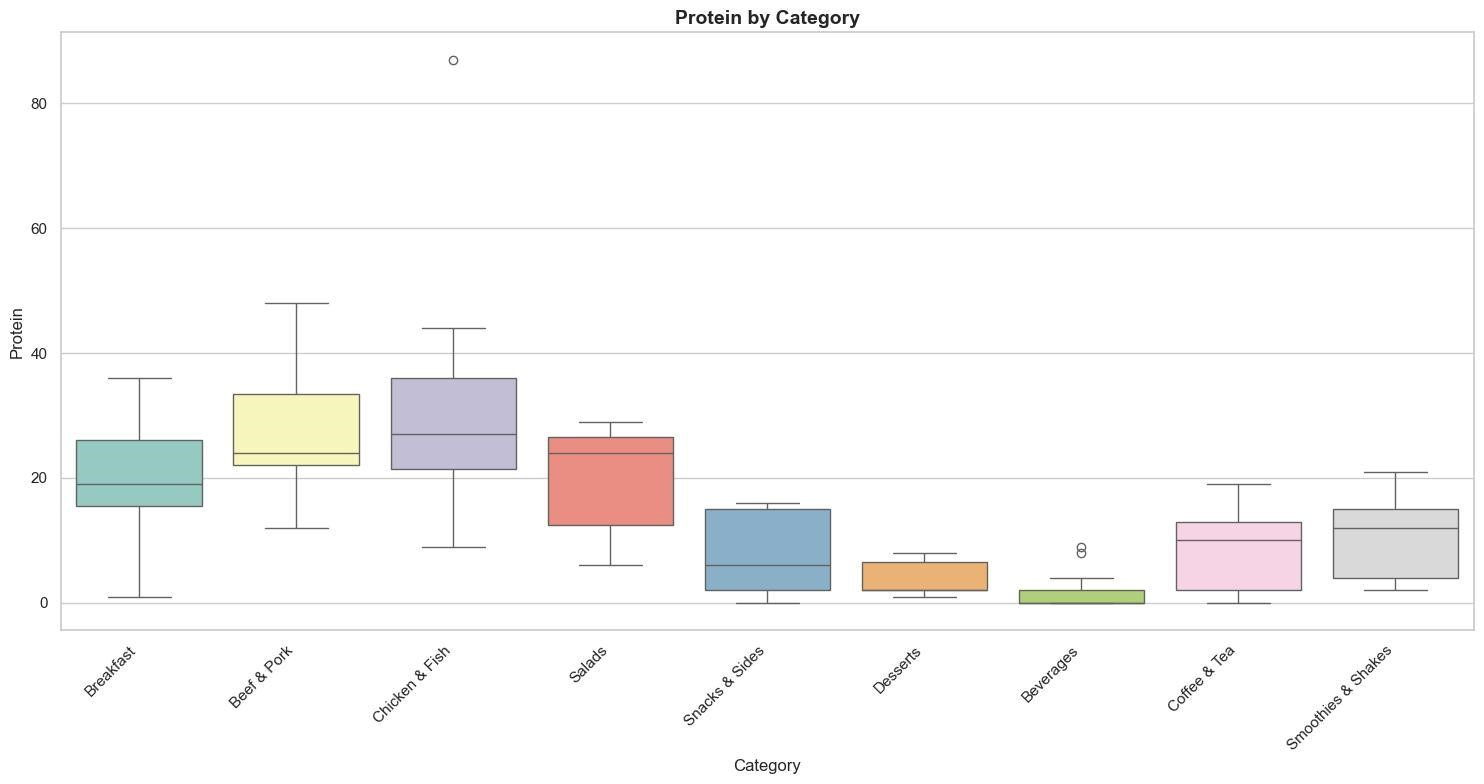 Protein by Category
Protein
80
60
40
20
0
Breakfast
Beef & Pork
Chicken & Fish
Salads
Snacks & Sides
Desserts
Beverages
Coffee & Tea
Smoothies & Shakes
Category